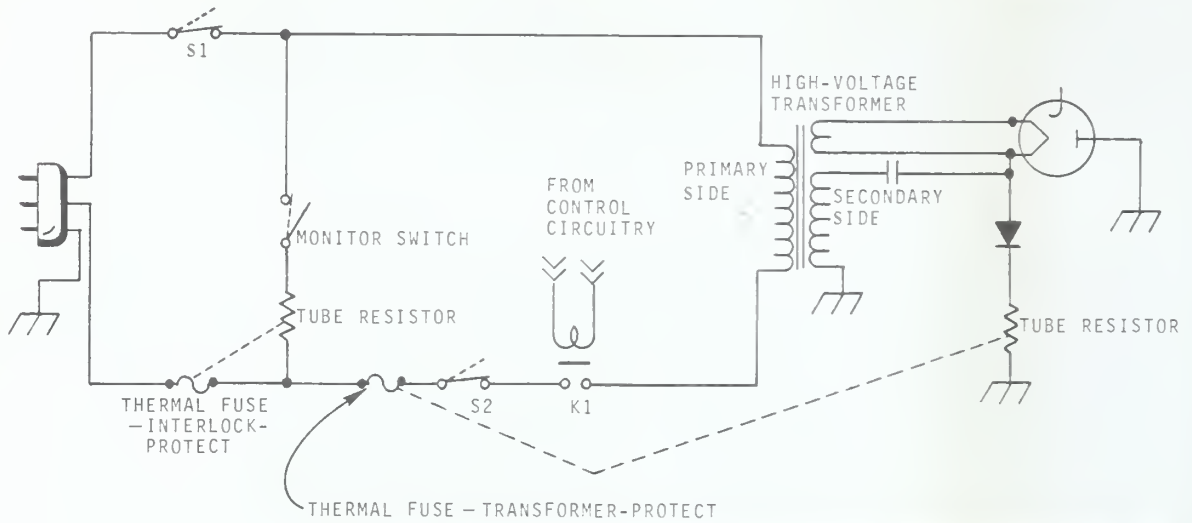 S1
HIGH-VOLTAGE
TRANSFORMER
PRIMARY
SIDE
SECONDARY
SIDE
FROM
CONTROL
CIRCUITRY
MONITOR SWITCH
TUBE RESISTOR
TUBE RESISTOR
THERMAL FUSE
—INTERLOCK-
PROTECT
S2
K1
THERMAL FUSE — TRANSFORMER-PROTECT